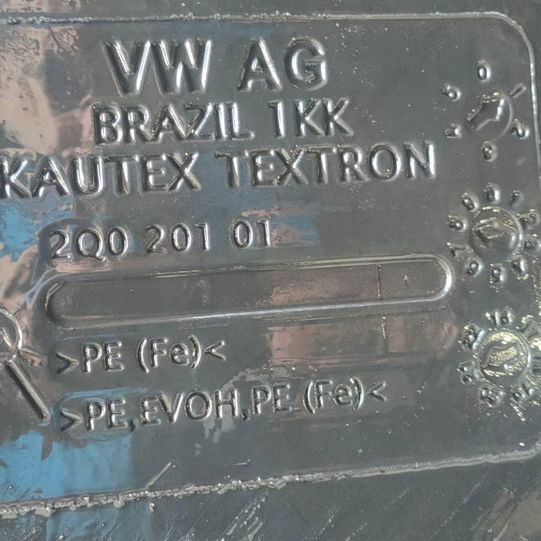 VW AG
BRAZIL 1KK
KAUTEX TEXTRON
2Q0 201 01
>PE (Fe)<
>PE,EVOH,PE (Fe)<